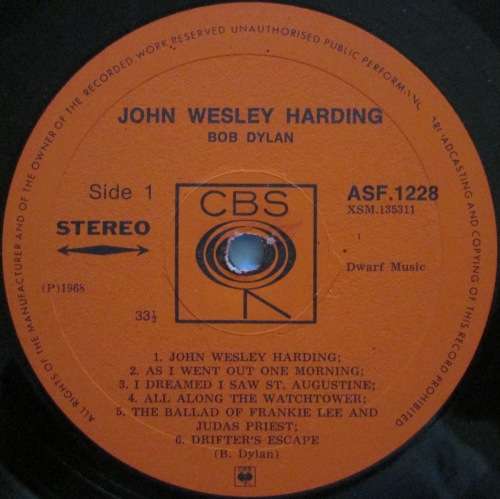 ALL RIGHTS OF THE MANUFACTURER AND OF THE OWNER OF THE RECORDED WORK RESERVED UNAUTHORISED PUBLIC PERFORMANC BROADCASTING AND COPYING OF THIS RECORD PROHIBITED
JOHN WESLEY HARDING
BOB DYLAN
Side 1
CBS
ASF.1228
XSM.135311
STEREO
Dwarf Music
(P)1968
33⅓
1. JOHN WESLEY HARDING;
2. AS I WENT OUT ONE MORNING;
3. I DREAMED I SAW ST. AUGUSTINE;
4. ALL ALONG THE WATCHTOWER;
5. THE BALLAD OF FRANKIE LEE AND
JUDAS PRIEST;
6. DRIFTER'S ESCAPE
(B. Dylan)